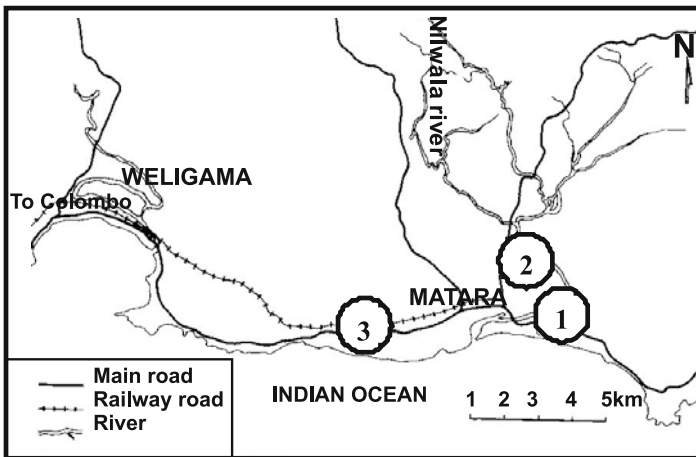 N
Nilwala river
WELIGAMA
To Colombo
2
MATARA
1
3
Main road
Railway road
River
INDIAN OCEAN
1 2 3 4 5km